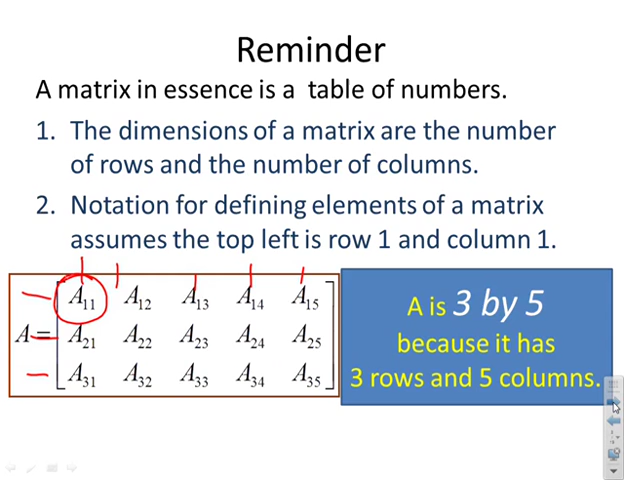 Reminder
A matrix in essence is a table of numbers.
1. The dimensions of a matrix are the number
of rows and the number of columns.
2. Notation for defining elements of a matrix
assumes the top left is row 1 and column 1.
A₁₁ A₁₂ A₁₃ A₁₄ A₁₅
A = A₂₁ A₂₂ A₂₃ A₂₄ A₂₅
A₃₁ A₃₂ A₃₃ A₃₄ A₃₅
A is 3 by 5
because it has
3 rows and 5 columns.